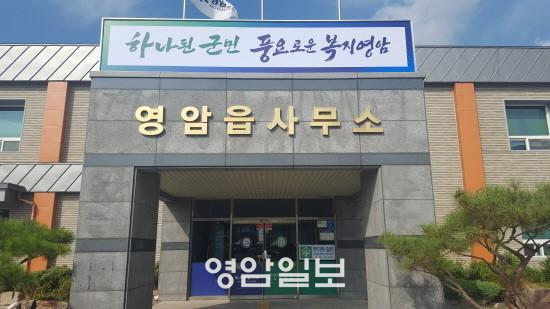 하나된 군민 풍요로운 복지영암
영암읍사무소
영암일보